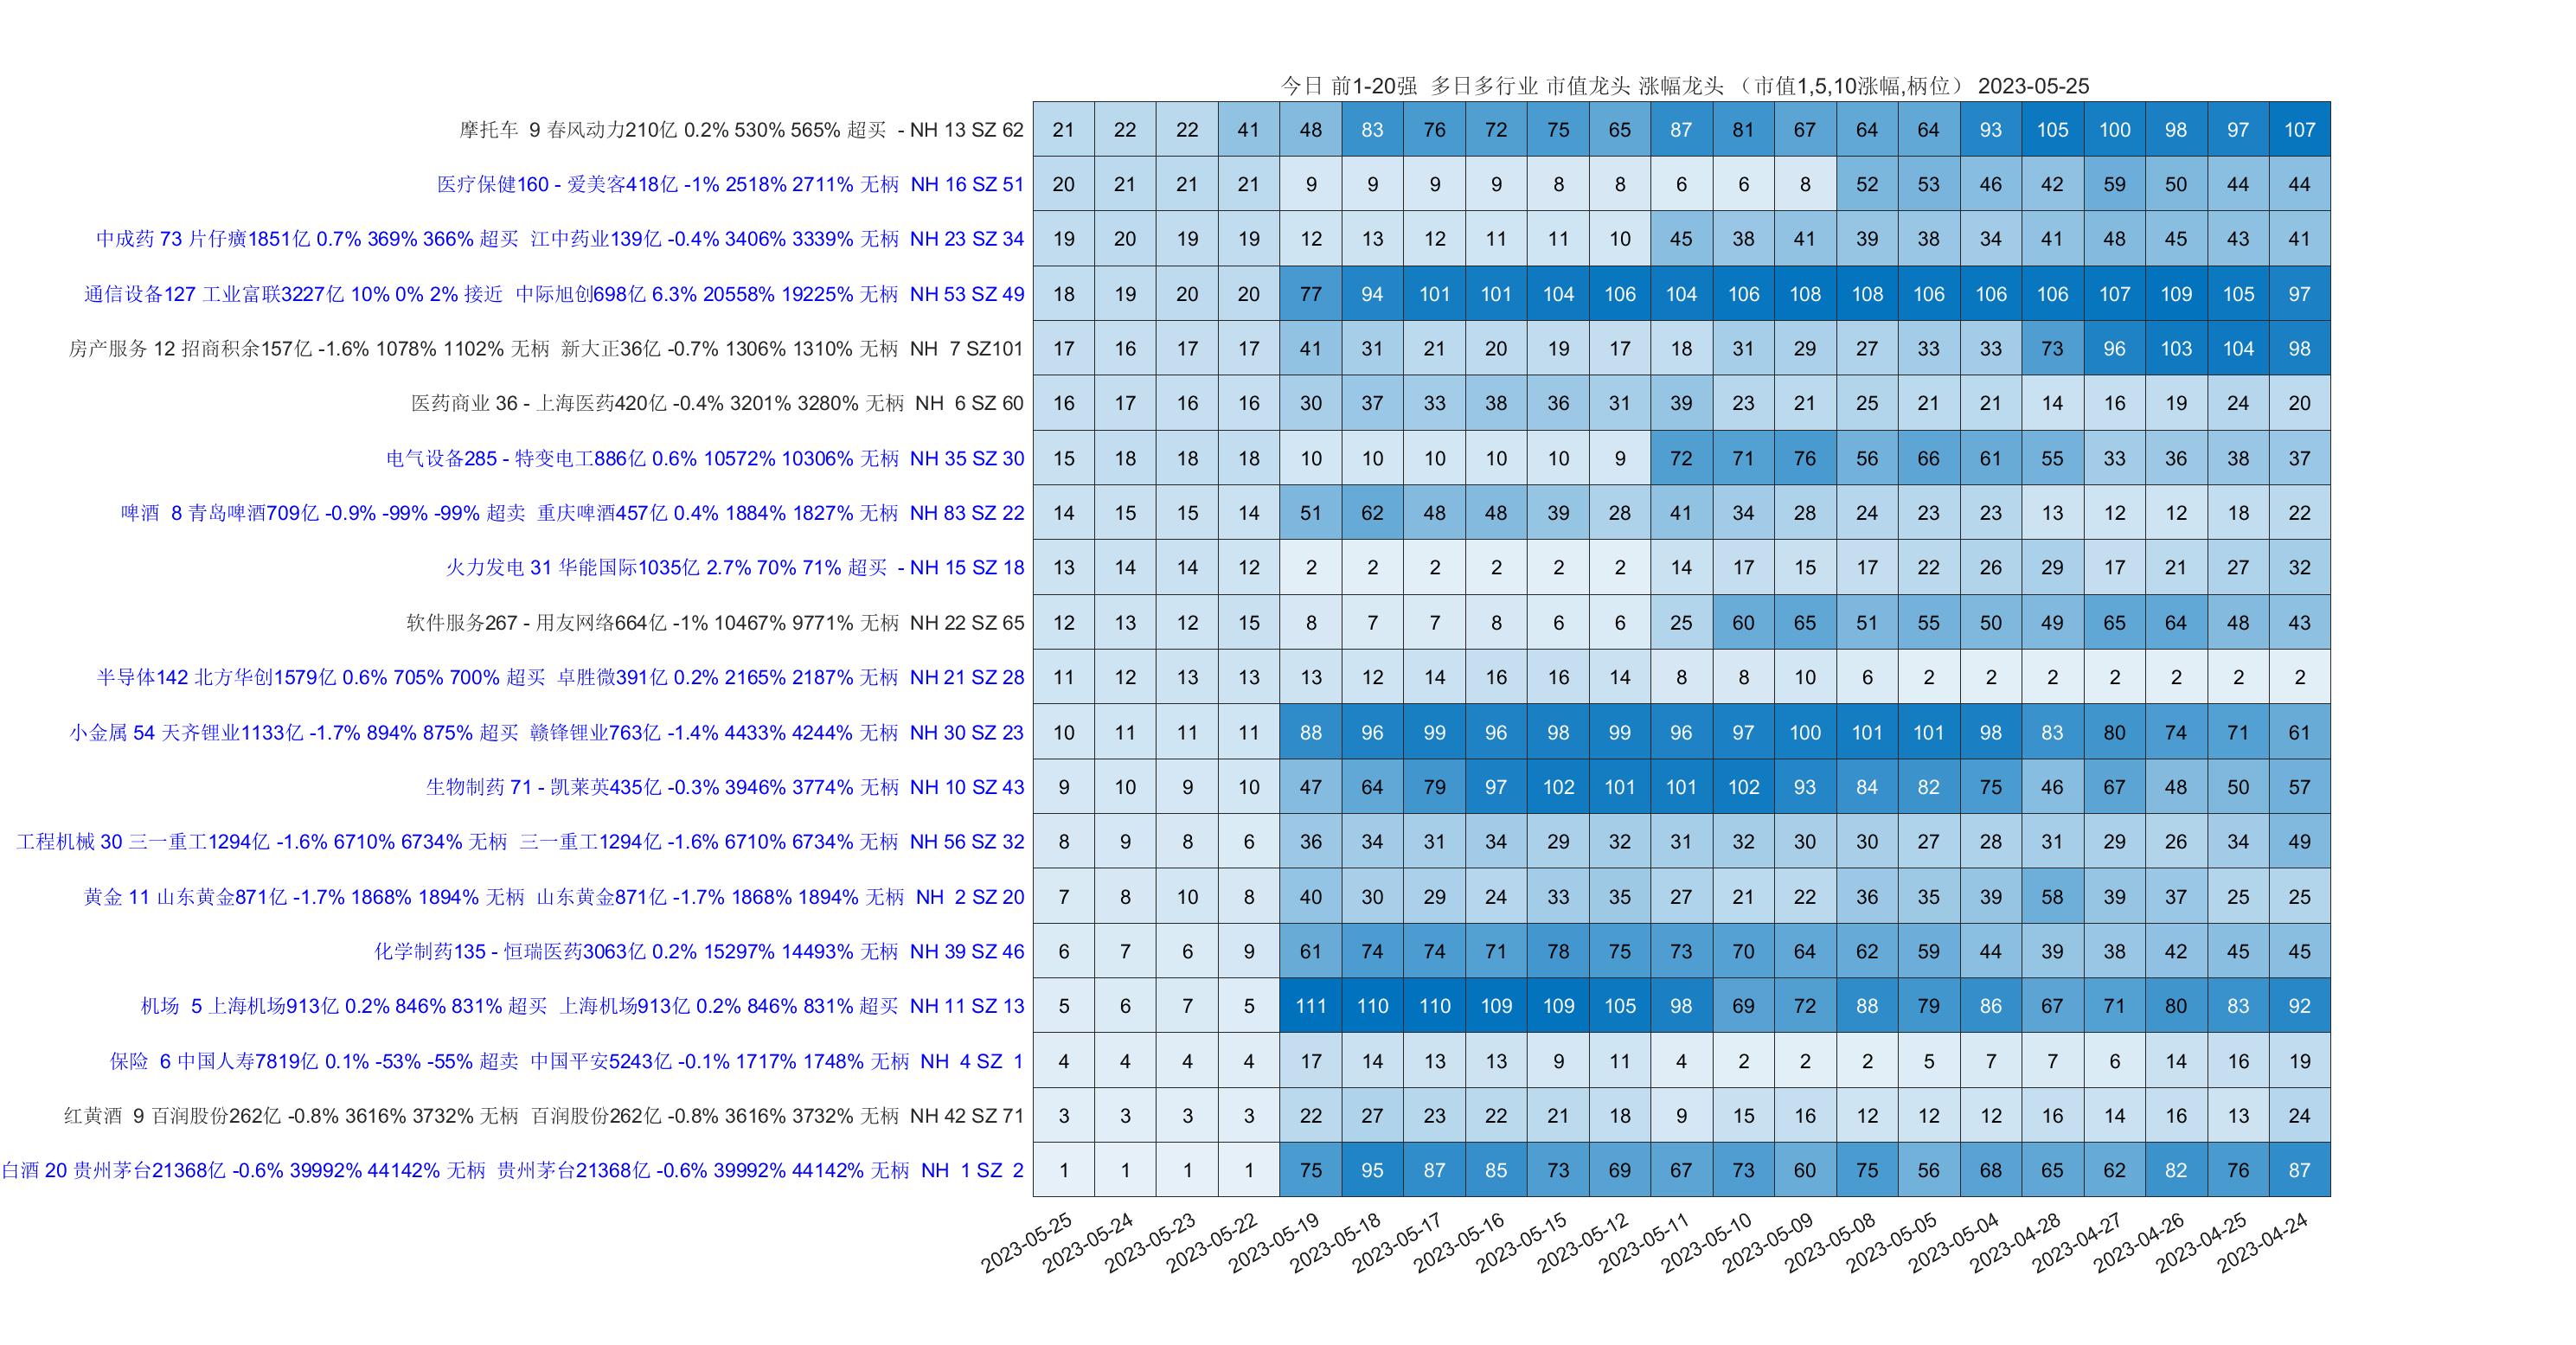 今日 前1-20强 多日多行业 市值龙头 涨幅龙头 （市值1,5,10涨幅,柄位） 2023-05-25
摩托车 9 春风动力210亿 0.2% 530% 565% 超买 - NH 13 SZ 62 21 22 22 41 48 83 76 72 75 65 87 81 67 64 64 93 105 100 98 97 107
医疗保健160 - 爱美客418亿 -1% 2518% 2711% 无柄 NH 16 SZ 51 20 21 21 21 9 9 9 9 8 8 6 6 8 52 53 46 42 59 50 44 44
中成药 73 片仔癀1851亿 0.7% 369% 366% 超买 江中药业139亿 -0.4% 3406% 3339% 无柄 NH 23 SZ 34 19 20 19 19 12 13 12 11 11 10 45 38 41 39 38 34 41 48 45 43 41
通信设备127 工业富联3227亿 10% 0% 2% 接近 中际旭创698亿 6.3% 20558% 19225% 无柄 NH 53 SZ 49 18 19 20 20 77 94 101 101 104 106 104 106 108 108 106 106 106 107 109 105 97
房产服务 12 招商积余157亿 -1.6% 1078% 1102% 无柄 新大正36亿 -0.7% 1306% 1310% 无柄 NH 7 SZ101 17 16 17 17 41 31 21 20 19 17 18 31 29 27 33 33 73 96 103 104 98
医药商业 36 - 上海医药420亿 -0.4% 3201% 3280% 无柄 NH 6 SZ 60 16 17 16 16 30 37 33 38 36 31 39 23 21 25 21 21 14 16 19 24 20
电气设备285 - 特变电工886亿 0.6% 10572% 10306% 无柄 NH 35 SZ 30 15 18 18 18 10 10 10 10 10 9 72 71 76 56 66 61 55 33 36 38 37
啤酒 8 青岛啤酒709亿 -0.9% -99% -99% 超卖 重庆啤酒457亿 0.4% 1884% 1827% 无柄 NH 83 SZ 22 14 15 15 14 51 62 48 48 39 28 41 34 28 24 23 23 13 12 12 18 22
火力发电 31 华能国际1035亿 2.7% 70% 71% 超买 - NH 15 SZ 18 13 14 14 12 2 2 2 2 2 2 14 17 15 17 22 26 29 17 21 27 32
软件服务267 - 用友网络664亿 -1% 10467% 9771% 无柄 NH 22 SZ 65 12 13 12 15 8 7 7 8 6 6 25 60 65 51 55 50 49 65 64 48 43
半导体142 北方华创1579亿 0.6% 705% 700% 超买 卓胜微391亿 0.2% 2165% 2187% 无柄 NH 21 SZ 28 11 12 13 13 13 12 14 16 16 14 8 8 10 6 2 2 2 2 2 2 2
小金属 54 天齐锂业1133亿 -1.7% 894% 875% 超买 赣锋锂业763亿 -1.4% 4433% 4244% 无柄 NH 30 SZ 23 10 11 11 11 88 96 99 96 98 99 96 97 100 101 101 98 83 80 74 71 61
生物制药 71 - 凯莱英435亿 -0.3% 3946% 3774% 无柄 NH 10 SZ 43 9 10 9 10 47 64 79 97 102 101 101 102 93 84 82 75 46 67 48 50 57
工程机械 30 三一重工1294亿 -1.6% 6710% 6734% 无柄 三一重工1294亿 -1.6% 6710% 6734% 无柄 NH 56 SZ 32 8 9 8 6 36 34 31 34 29 32 31 32 30 30 27 28 31 29 26 34 49
黄金 11 山东黄金871亿 -1.7% 1868% 1894% 无柄 山东黄金871亿 -1.7% 1868% 1894% 无柄 NH 2 SZ 20 7 8 10 8 40 30 29 24 33 35 27 21 22 36 35 39 58 39 37 25 25
化学制药135 - 恒瑞医药3063亿 0.2% 15297% 14493% 无柄 NH 39 SZ 46 6 7 6 9 61 74 74 71 78 75 73 70 64 62 59 44 39 38 42 45 45
机场 5 上海机场913亿 0.2% 846% 831% 超买 上海机场913亿 0.2% 846% 831% 超买 NH 11 SZ 13 5 6 7 5 111 110 110 109 109 105 98 69 72 88 79 86 67 71 80 83 92
保险 6 中国人寿7819亿 0.1% -53% -55% 超卖 中国平安5243亿 -0.1% 1717% 1748% 无柄 NH 4 SZ 1 4 4 4 4 17 14 13 13 9 11 4 2 2 2 5 7 7 6 14 16 19
红黄酒 9 百润股份262亿 -0.8% 3616% 3732% 无柄 百润股份262亿 -0.8% 3616% 3732% 无柄 NH 42 SZ 71 3 3 3 3 22 27 23 22 21 18 9 15 16 12 12 12 16 14 16 13 24
白酒 20 贵州茅台21368亿 -0.6% 39992% 44142% 无柄 贵州茅台21368亿 -0.6% 39992% 44142% 无柄 NH 1 SZ 2 1 1 1 1 75 95 87 85 73 69 67 73 60 75 56 68 65 62 82 76 87
2023-05-25 2023-05-24 2023-05-23 2023-05-22 2023-05-19 2023-05-18 2023-05-17 2023-05-16 2023-05-15 2023-05-12 2023-05-11 2023-05-10 2023-05-09 2023-05-08 2023-05-05 2023-05-04 2023-04-28 2023-04-27 2023-04-26 2023-04-25 2023-04-24